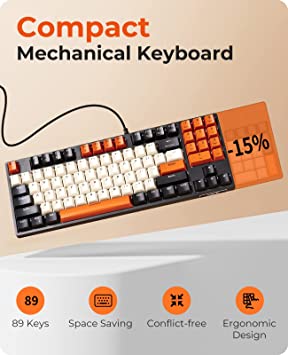 Compact
Mechanical Keyboard
-15%
89
89 Keys
Space Saving
Conflict-free
Ergonomic
Design